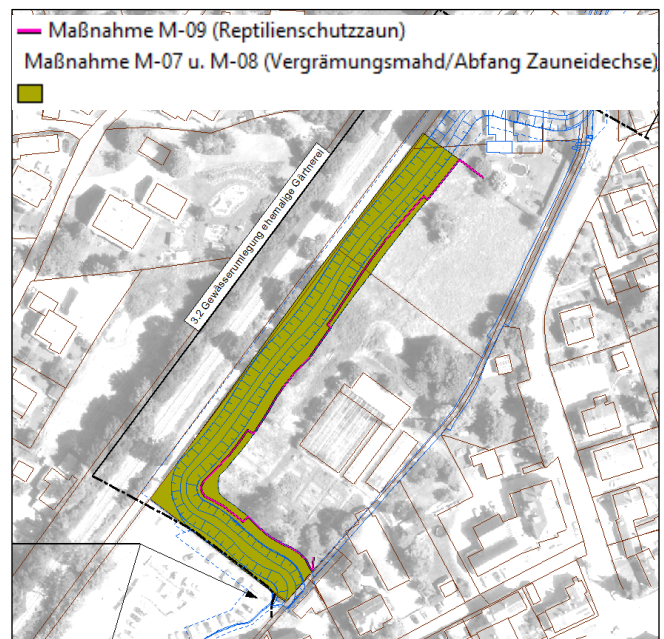 Maßnahme M-09 (Reptilienschutzzaun)
Maßnahme M-07 u. M-08 (Vergrämungsmahd/Abfang Zauneidechse)
3.2 Gewässerumlegung ehemalige Gärtnerei